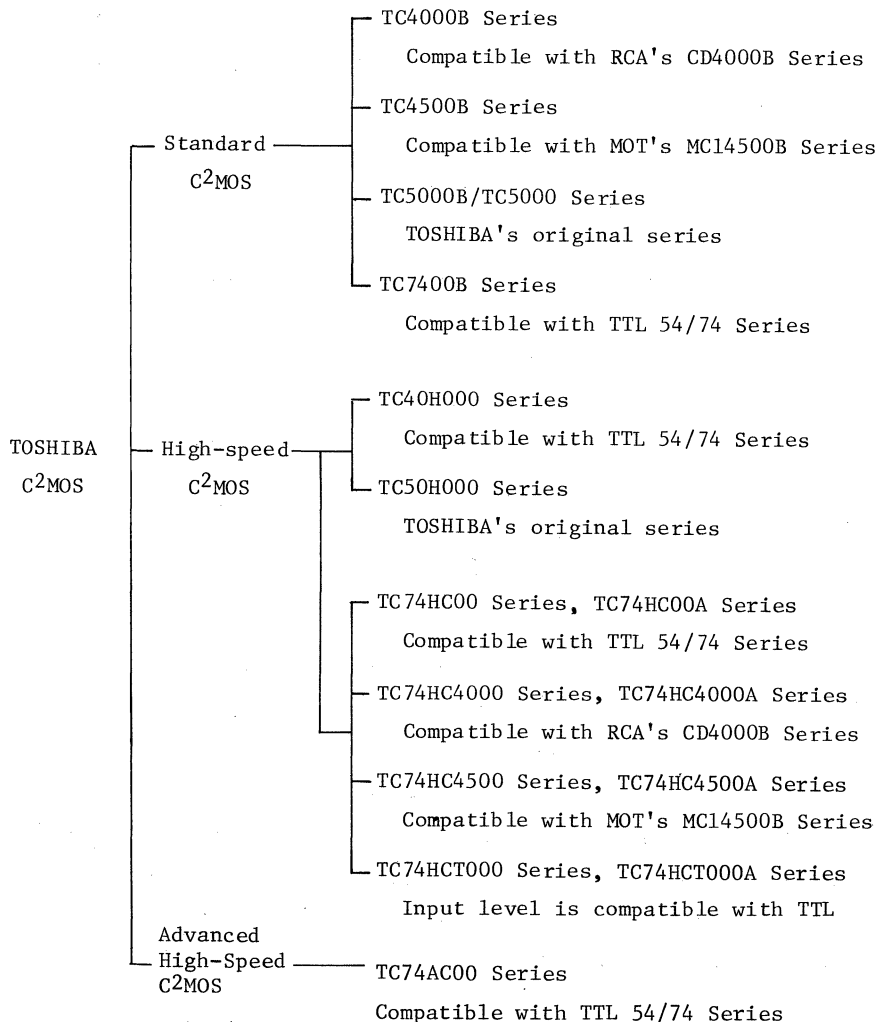 TC4000B Series
Compatible with RCA's CD4000B Series
TC4500B Series
Standard
Compatible with MOT's MC14500B Series
C²MOS
TC5000B/TC5000 Series
TOSHIBA's original series
TC7400B Series
Compatible with TTL 54/74 Series
TC40H000 Series
Compatible with TTL 54/74 Series
TOSHIBA
C²MOS
High-speed
C²MOS
TC50H000 Series
TOSHIBA's original series
TC74HC00 Series, TC74HC00A Series
Compatible with TTL 54/74 Series
TC74HC4000 Series, TC74HC4000A Series
Compatible with RCA's CD4000B Series
TC74HC4500 Series, TC74HC4500A Series
Compatible with MOT's MC14500B Series
TC74HCT000 Series, TC74HCT000A Series
Input level is compatible with TTL
Advanced
High-Speed
C²MOS
TC74AC00 Series
Compatible with TTL 54/74 Series